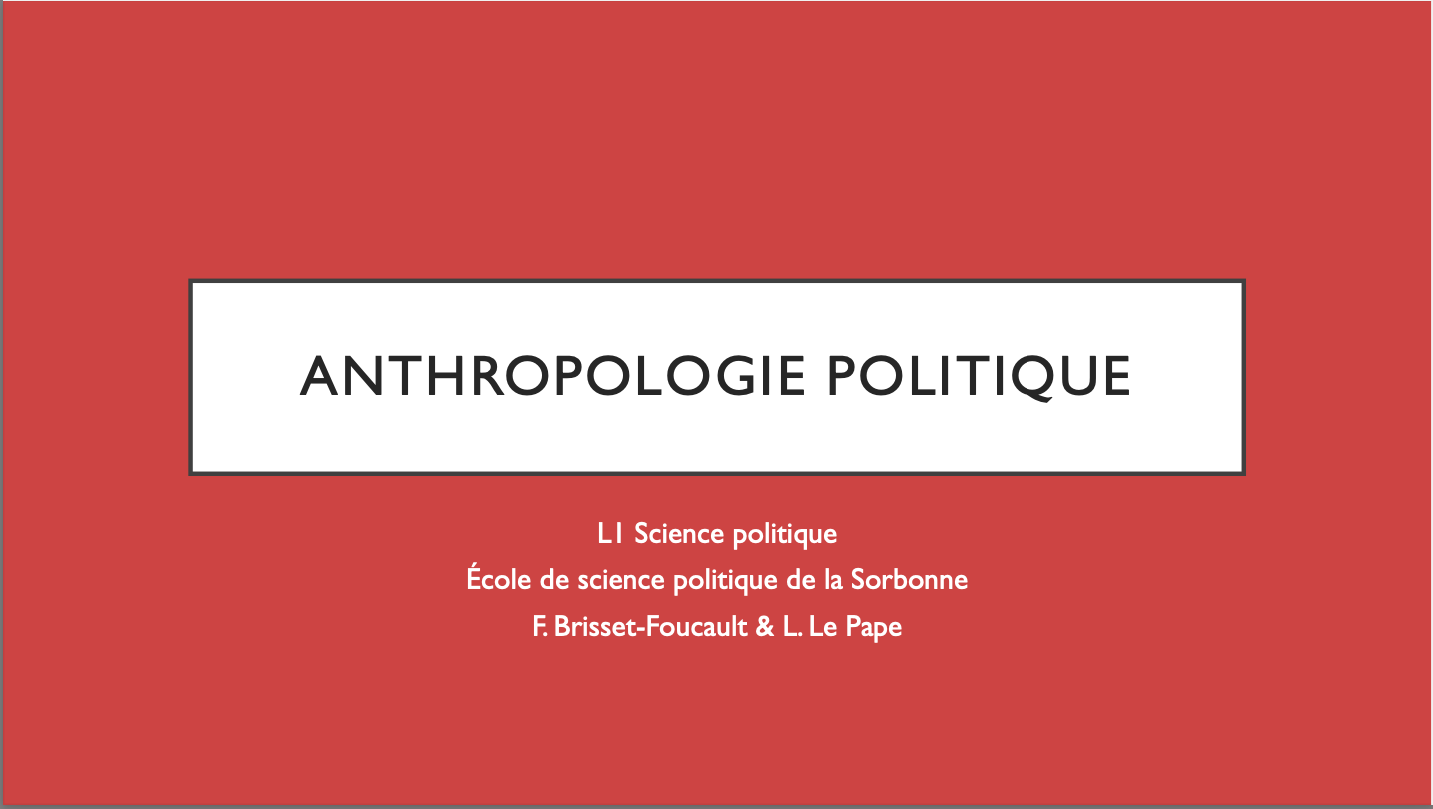 ANTHROPOLOGIE POLITIQUE
L1 Science politique
École de science politique de la Sorbonne
F. Brisset-Foucault & L. Le Pape